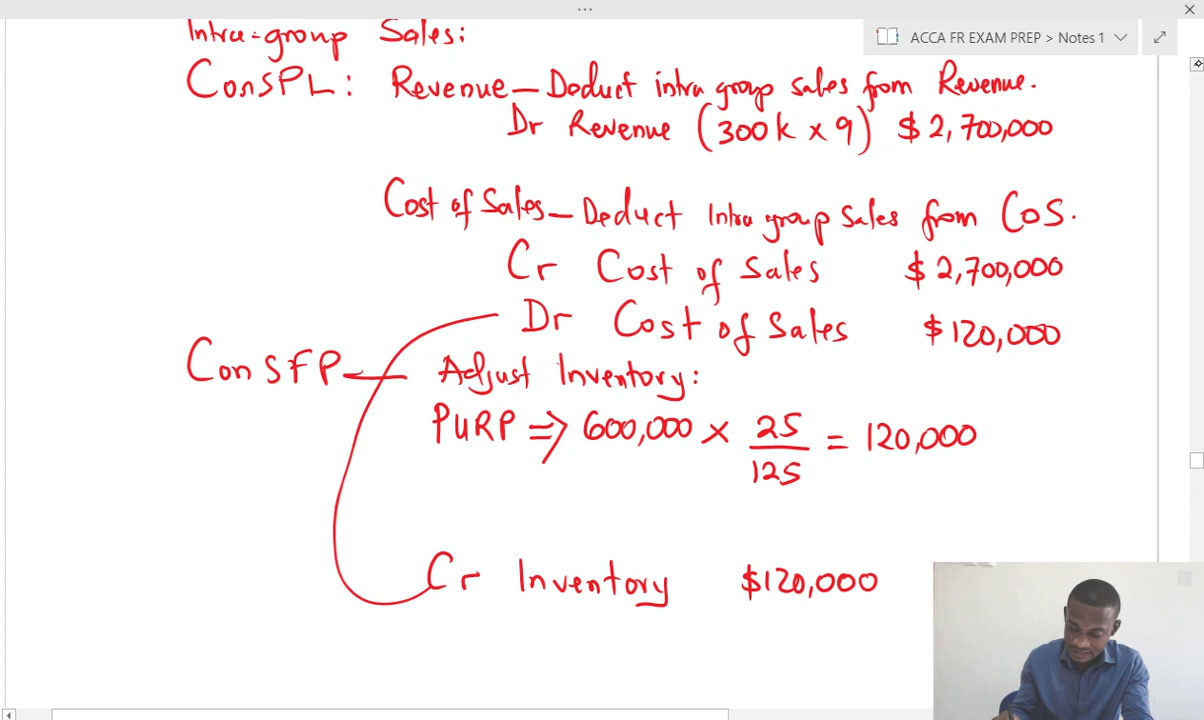 ACCA FR EXAM PREP > Notes 1
Intra-group Sales:
ConSPL: Revenue – Deduct intra group sales from Revenue.
Dr Revenue (300k x 9) $2,700,000
Cost of Sales – Deduct Intra group Sales from COS.
Cr Cost of Sales $2,700,000
Dr Cost of Sales $120,000
ConSFP – Adjust Inventory:
PURP => 600,000 x 25/125 = 120,000
Cr Inventory $120,000